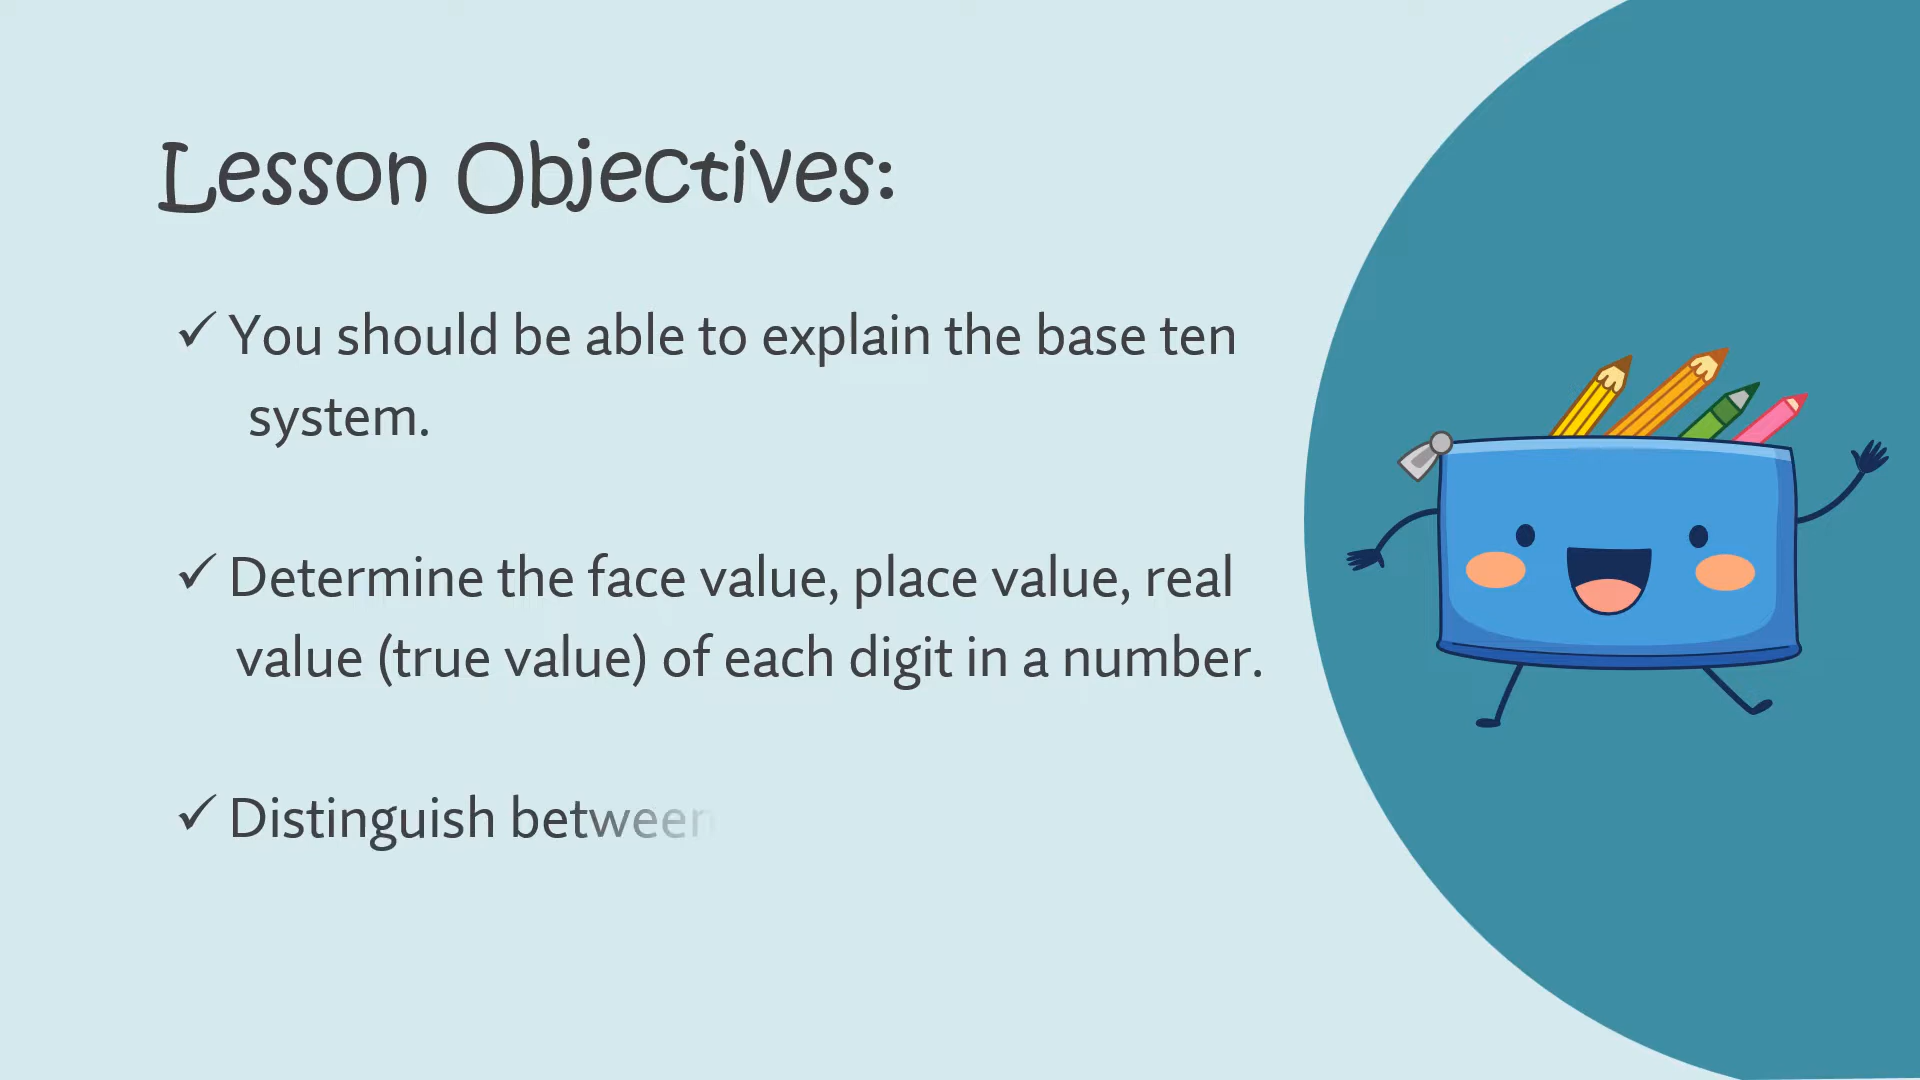 Lesson Objectives:
✓ You should be able to explain the base ten
system.
✓ Determine the face value, place value, real
value (true value) of each digit in a number.
✓ Distinguish between